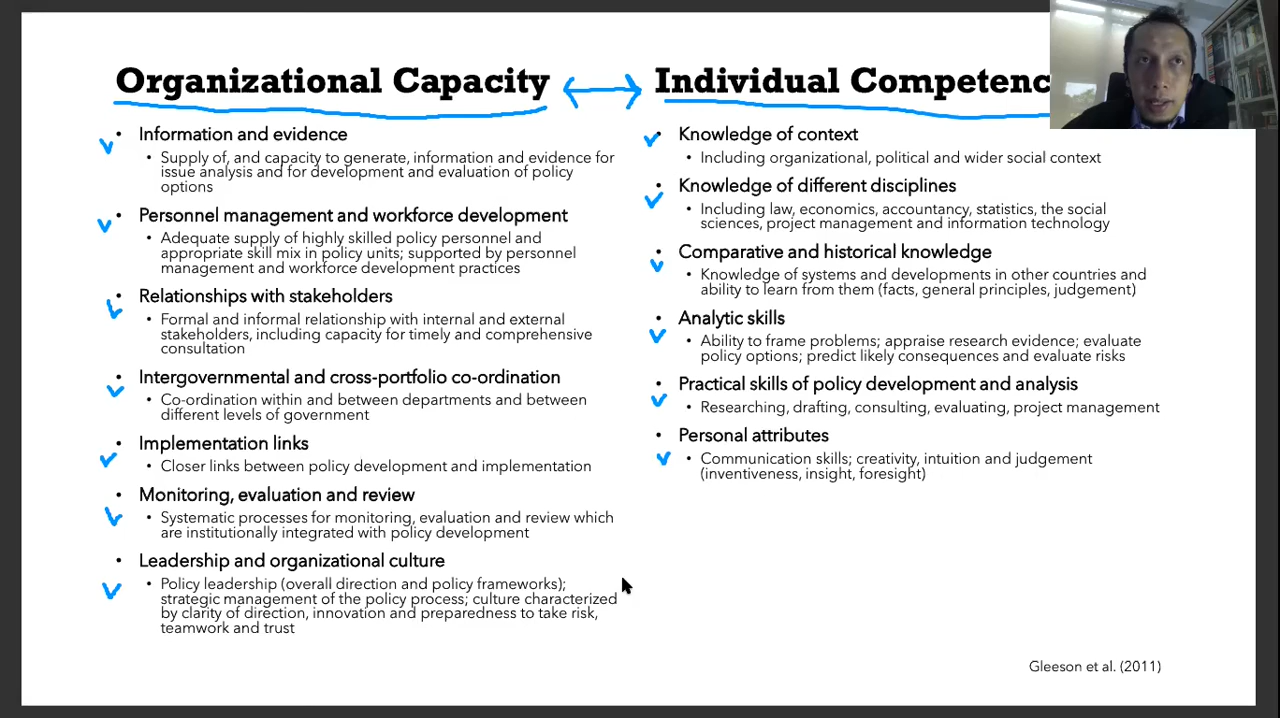 Organizational Capacity
• Information and evidence
• Supply of, and capacity to generate, information and evidence for
issue analysis and for development and evaluation of policy
options
• Personnel management and workforce development
• Adequate supply of highly skilled policy personnel and
appropriate skill mix in policy units; supported by personnel
management and workforce development practices
• Relationships with stakeholders
• Formal and informal relationship with internal and external
stakeholders, including capacity for timely and comprehensive
consultation
• Intergovernmental and cross-portfolio co-ordination
• Co-ordination within and between departments and between
different levels of government
• Implementation links
• Closer links between policy development and implementation
• Monitoring, evaluation and review
• Systematic processes for monitoring, evaluation and review which
are institutionally integrated with policy development
• Leadership and organizational culture
• Policy leadership (overall direction and policy frameworks);
strategic management of the policy process; culture characterized
by clarity of direction, innovation and preparedness to take risk,
teamwork and trust
Individual Competenc
• Knowledge of context
• Including organizational, political and wider social context
• Knowledge of different disciplines
• Including law, economics, accountancy, statistics, the social
sciences, project management and information technology
• Comparative and historical knowledge
• Knowledge of systems and developments in other countries and
ability to learn from them (facts, general principles, judgement)
• Analytic skills
• Ability to frame problems; appraise research evidence; evaluate
policy options; predict likely consequences and evaluate risks
• Practical skills of policy development and analysis
• Researching, drafting, consulting, evaluating, project management
• Personal attributes
• Communication skills; creativity, intuition and judgement
(inventiveness, insight, foresight)
Gleeson et al. (2011)